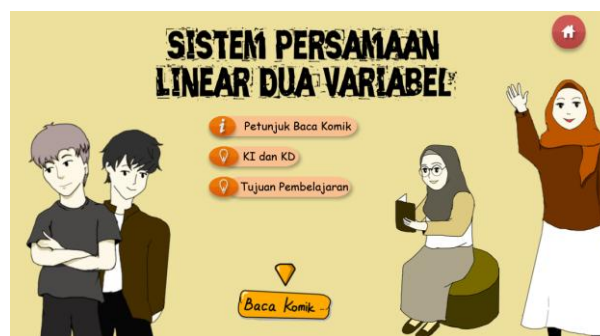 SISTEM PERSAMAAN
LINEAR DUA VARIABEL
Petunjuk Baca Komik
KI dan KD
Tujuan Pembelajaran
Baca Komik